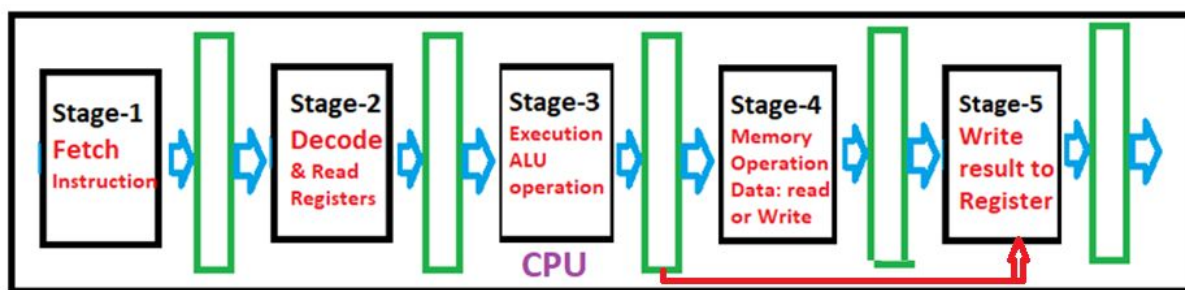 Stage-1
Fetch
Instruction
Stage-2
Decode
& Read
Registers
Stage-3
Execution
ALU
operation
Stage-4
Memory
Operation
Data: read
or Write
Stage-5
Write
result to
Register
CPU